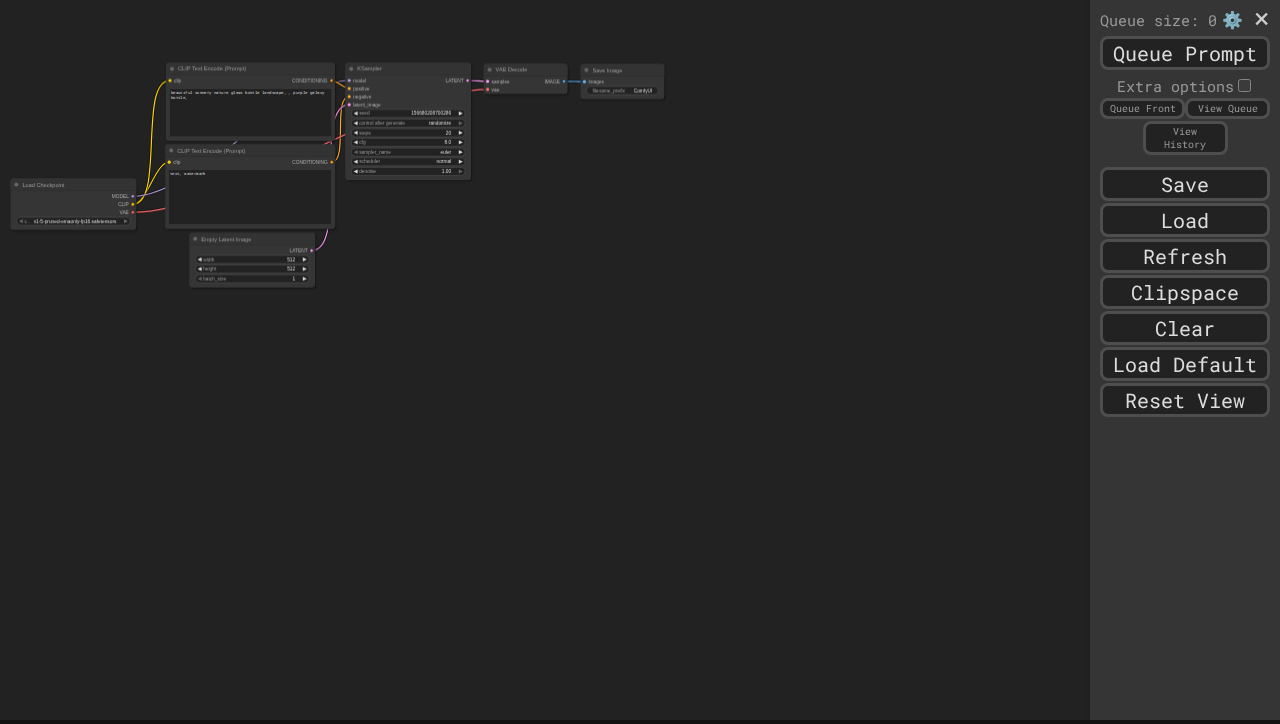 CLIP Text Encode (Prompt)
clip
CONDITIONING
beautiful scenery nature glass bottle landscape, , purple galaxy
bottle,
CLIP Text Encode (Prompt)
clip
CONDITIONING
text, watermark
Load Checkpoint
MODEL
CLIP
VAE
v1-5-pruned-emaonly-fp16.safetensors
Empty Latent Image
LATENT
width 512
height 512
batch_size 1
KSampler
model LATENT
positive
negative
latent_image
seed 156680208700286
control after generate randomize
steps 20
cfg 8.0
sampler_name euler
scheduler normal
denoise 1.00
VAE Decode
samples IMAGE
vae
Save Image
images
filename_prefix ComfyUI
Queue size: 0
Queue Prompt
Extra options
Queue Front
View Queue
View
History
Save
Load
Refresh
Clipspace
Clear
Load Default
Reset View